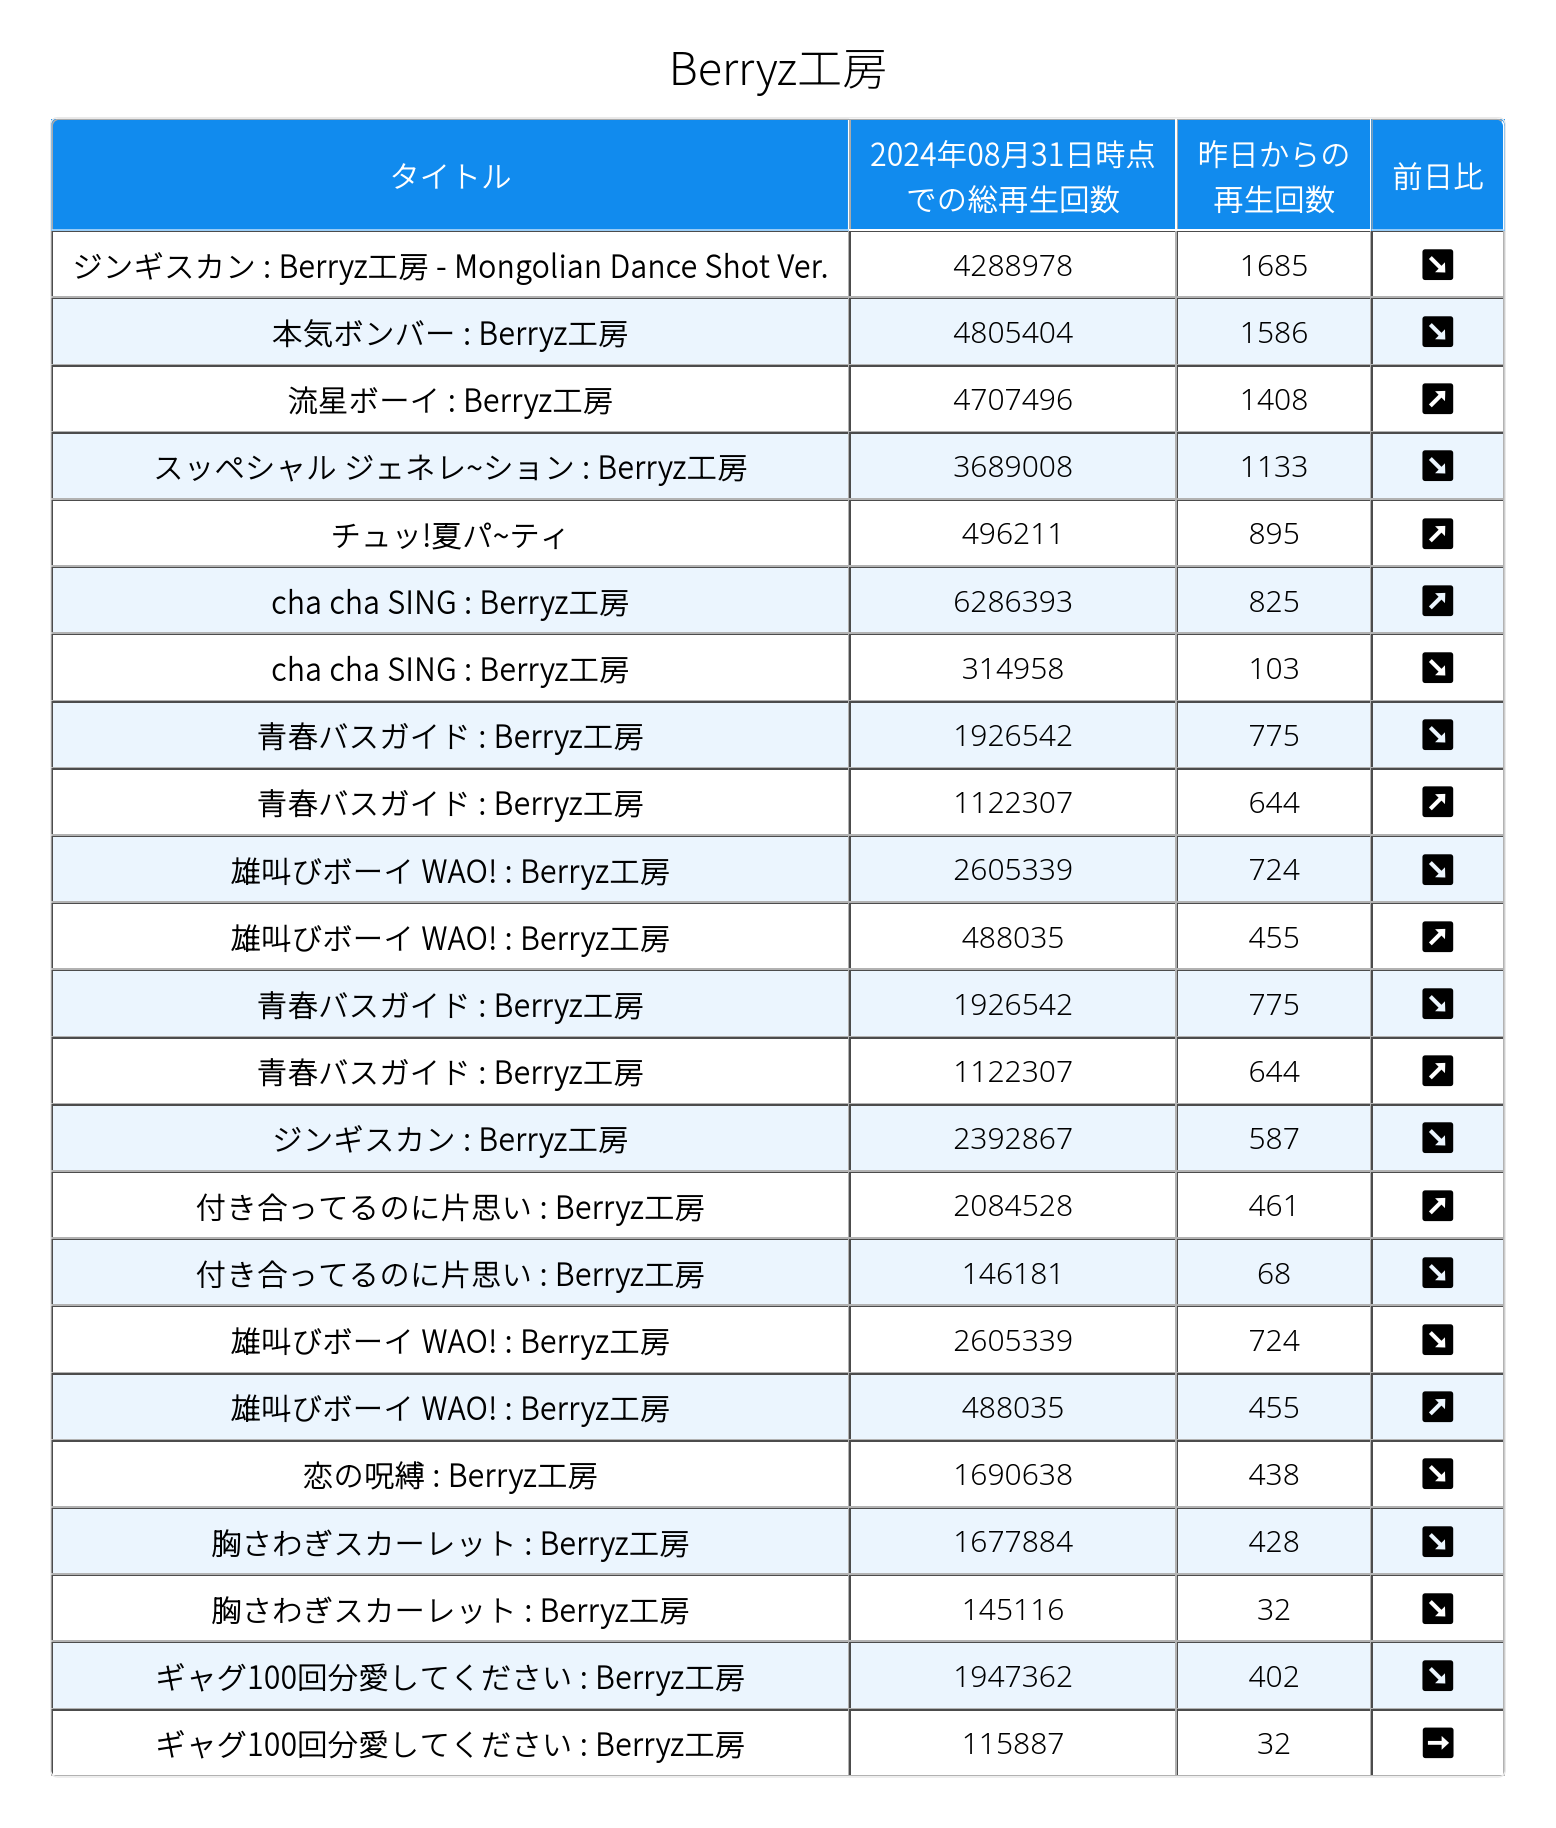 Berryz工房
タイトル 2024年08月31日時点 昨日からの 前日比
での総再生回数 再生回数
ジンギスカン : Berryz工房 - Mongolian Dance Shot Ver. 4288978 1685 ↘
本気ボンバー : Berryz工房 4805404 1586 ↘
流星ボーイ : Berryz工房 4707496 1408 ↗
スッペシャル ジェネレ~ション : Berryz工房 3689008 1133 ↘
チュッ!夏パ~ティ 496211 895 ↗
cha cha SING : Berryz工房 6286393 825 ↗
cha cha SING : Berryz工房 314958 103 ↘
青春バスガイド : Berryz工房 1926542 775 ↘
青春バスガイド : Berryz工房 1122307 644 ↗
雄叫びボーイ WAO! : Berryz工房 2605339 724 ↘
雄叫びボーイ WAO! : Berryz工房 488035 455 ↗
青春バスガイド : Berryz工房 1926542 775 ↘
青春バスガイド : Berryz工房 1122307 644 ↗
ジンギスカン : Berryz工房 2392867 587 ↘
付き合ってるのに片思い : Berryz工房 2084528 461 ↗
付き合ってるのに片思い : Berryz工房 146181 68 ↘
雄叫びボーイ WAO! : Berryz工房 2605339 724 ↘
雄叫びボーイ WAO! : Berryz工房 488035 455 ↗
恋の呪縛 : Berryz工房 1690638 438 ↘
胸さわぎスカーレット : Berryz工房 1677884 428 ↘
胸さわぎスカーレット : Berryz工房 145116 32 ↘
ギャグ100回分愛してください : Berryz工房 1947362 402 ↘
ギャグ100回分愛してください : Berryz工房 115887 32 →